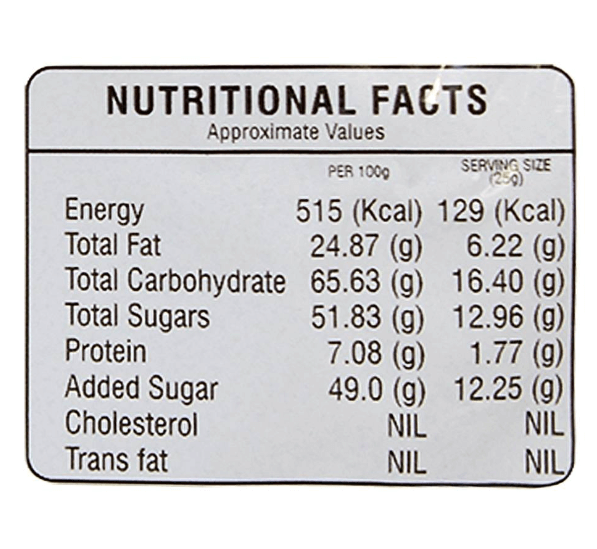 NUTRITIONAL FACTS
Approximate Values
PER 100g SERVING SIZE (25g)
Energy 515 (Kcal) 129 (Kcal)
Total Fat 24.87 (g) 6.22 (g)
Total Carbohydrate 65.63 (g) 16.40 (g)
Total Sugars 51.83 (g) 12.96 (g)
Protein 7.08 (g) 1.77 (g)
Added Sugar 49.0 (g) 12.25 (g)
Cholesterol NIL NIL
Trans fat NIL NIL